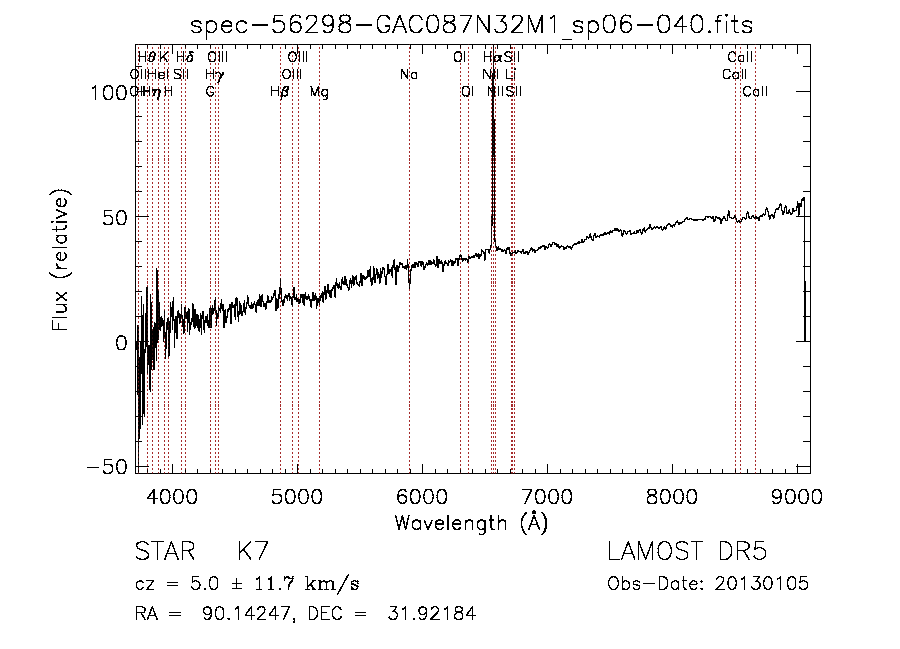 spec-56298-GAC087N32M1_sp06-040.fits
Hθ K Hδ OIII OIII OI Hα SII CaII
OII HeI SII Hγ OIII Na NII Li CaII
Hη H G Hβ Mg OI NII SII CaII
100
50
0
-50
Flux (relative)
4000 5000 6000 7000 8000 9000
Wavelength (Å)
STAR K7 LAMOST DR5
cz = 5.0 ± 11.7 km/s Obs-Date: 20130105
RA = 90.14247, DEC = 31.92184